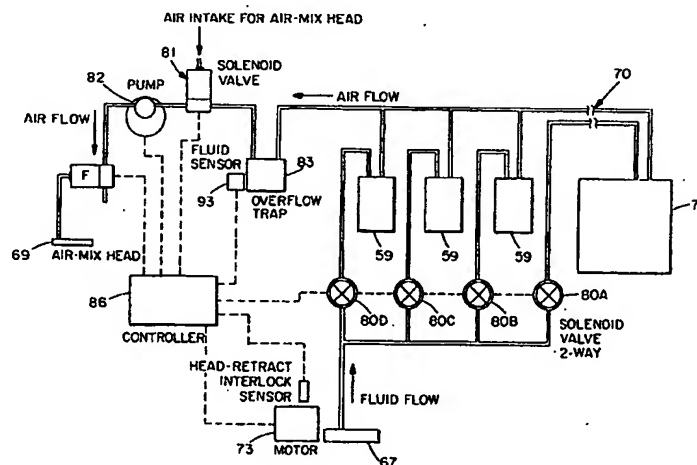 AIR INTAKE FOR AIR-MIX HEAD
81
SOLENOID
VALVE
82
PUMP
AIR FLOW
70
AIR FLOW
FLUID
SENSOR
93
83
OVERFLOW
TRAP
F
59
59
59
7
69
AIR-MIX HEAD
86
CONTROLLER
80D
80C
80B
80A
SOLENOID
VALVE
2-WAY
HEAD-RETRACT
INTERLOCK
SENSOR
FLUID FLOW
73
MOTOR
67